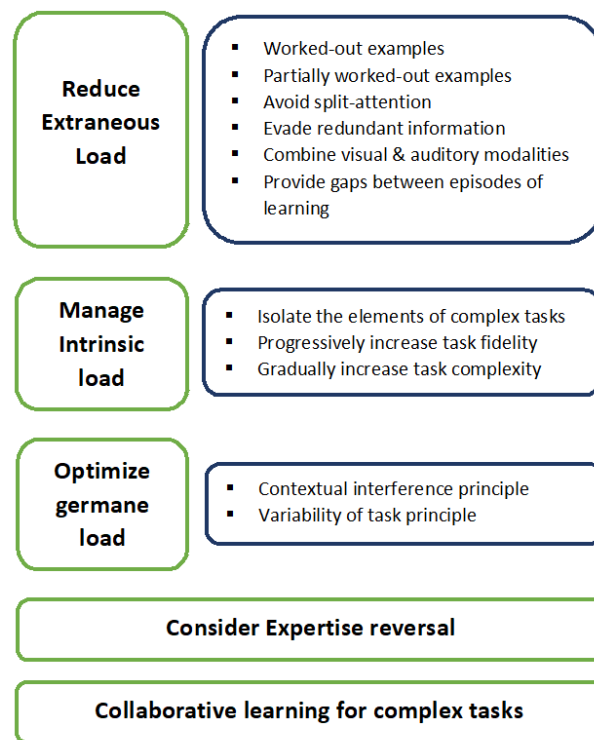 Reduce
Extraneous
Load
▪ Worked-out examples
▪ Partially worked-out examples
▪ Avoid split-attention
▪ Evade redundant information
▪ Combine visual & auditory modalities
▪ Provide gaps between episodes of
learning
Manage
Intrinsic
load
▪ Isolate the elements of complex tasks
▪ Progressively increase task fidelity
▪ Gradually increase task complexity
Optimize
germane
load
▪ Contextual interference principle
▪ Variability of task principle
Consider Expertise reversal
Collaborative learning for complex tasks